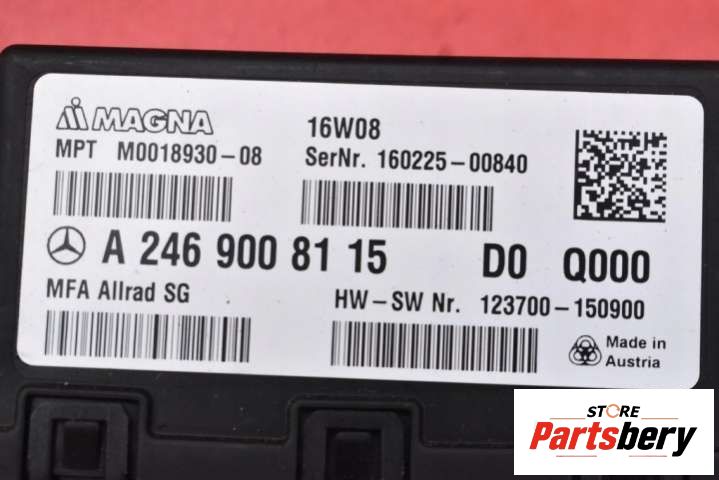 MAGNA 16W08
MPT M0018930-08 SerNr. 160225-00840
A 246 900 81 15 D0 Q000
MFA Allrad SG HW-SW Nr. 123700-150900
Made in
Austria
STORE
Partsbery